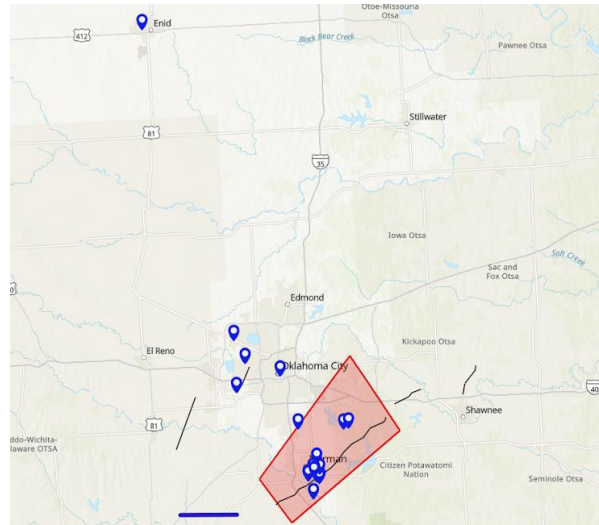 Otoe-Missouria
Otsa
Enid
412
Black Bear Creek
Pawnee Otsa
Stillwater
81
35
Iowa Otsa
Salt Creek
Sac and
Fox Otsa
Edmond
Kickapoo Otsa
El Reno
Oklahoma City
40
Shawnee
81
ddo-Wichita-
laware OTSA
rman
Citizen Potawatomi
Nation
Seminole Otsa